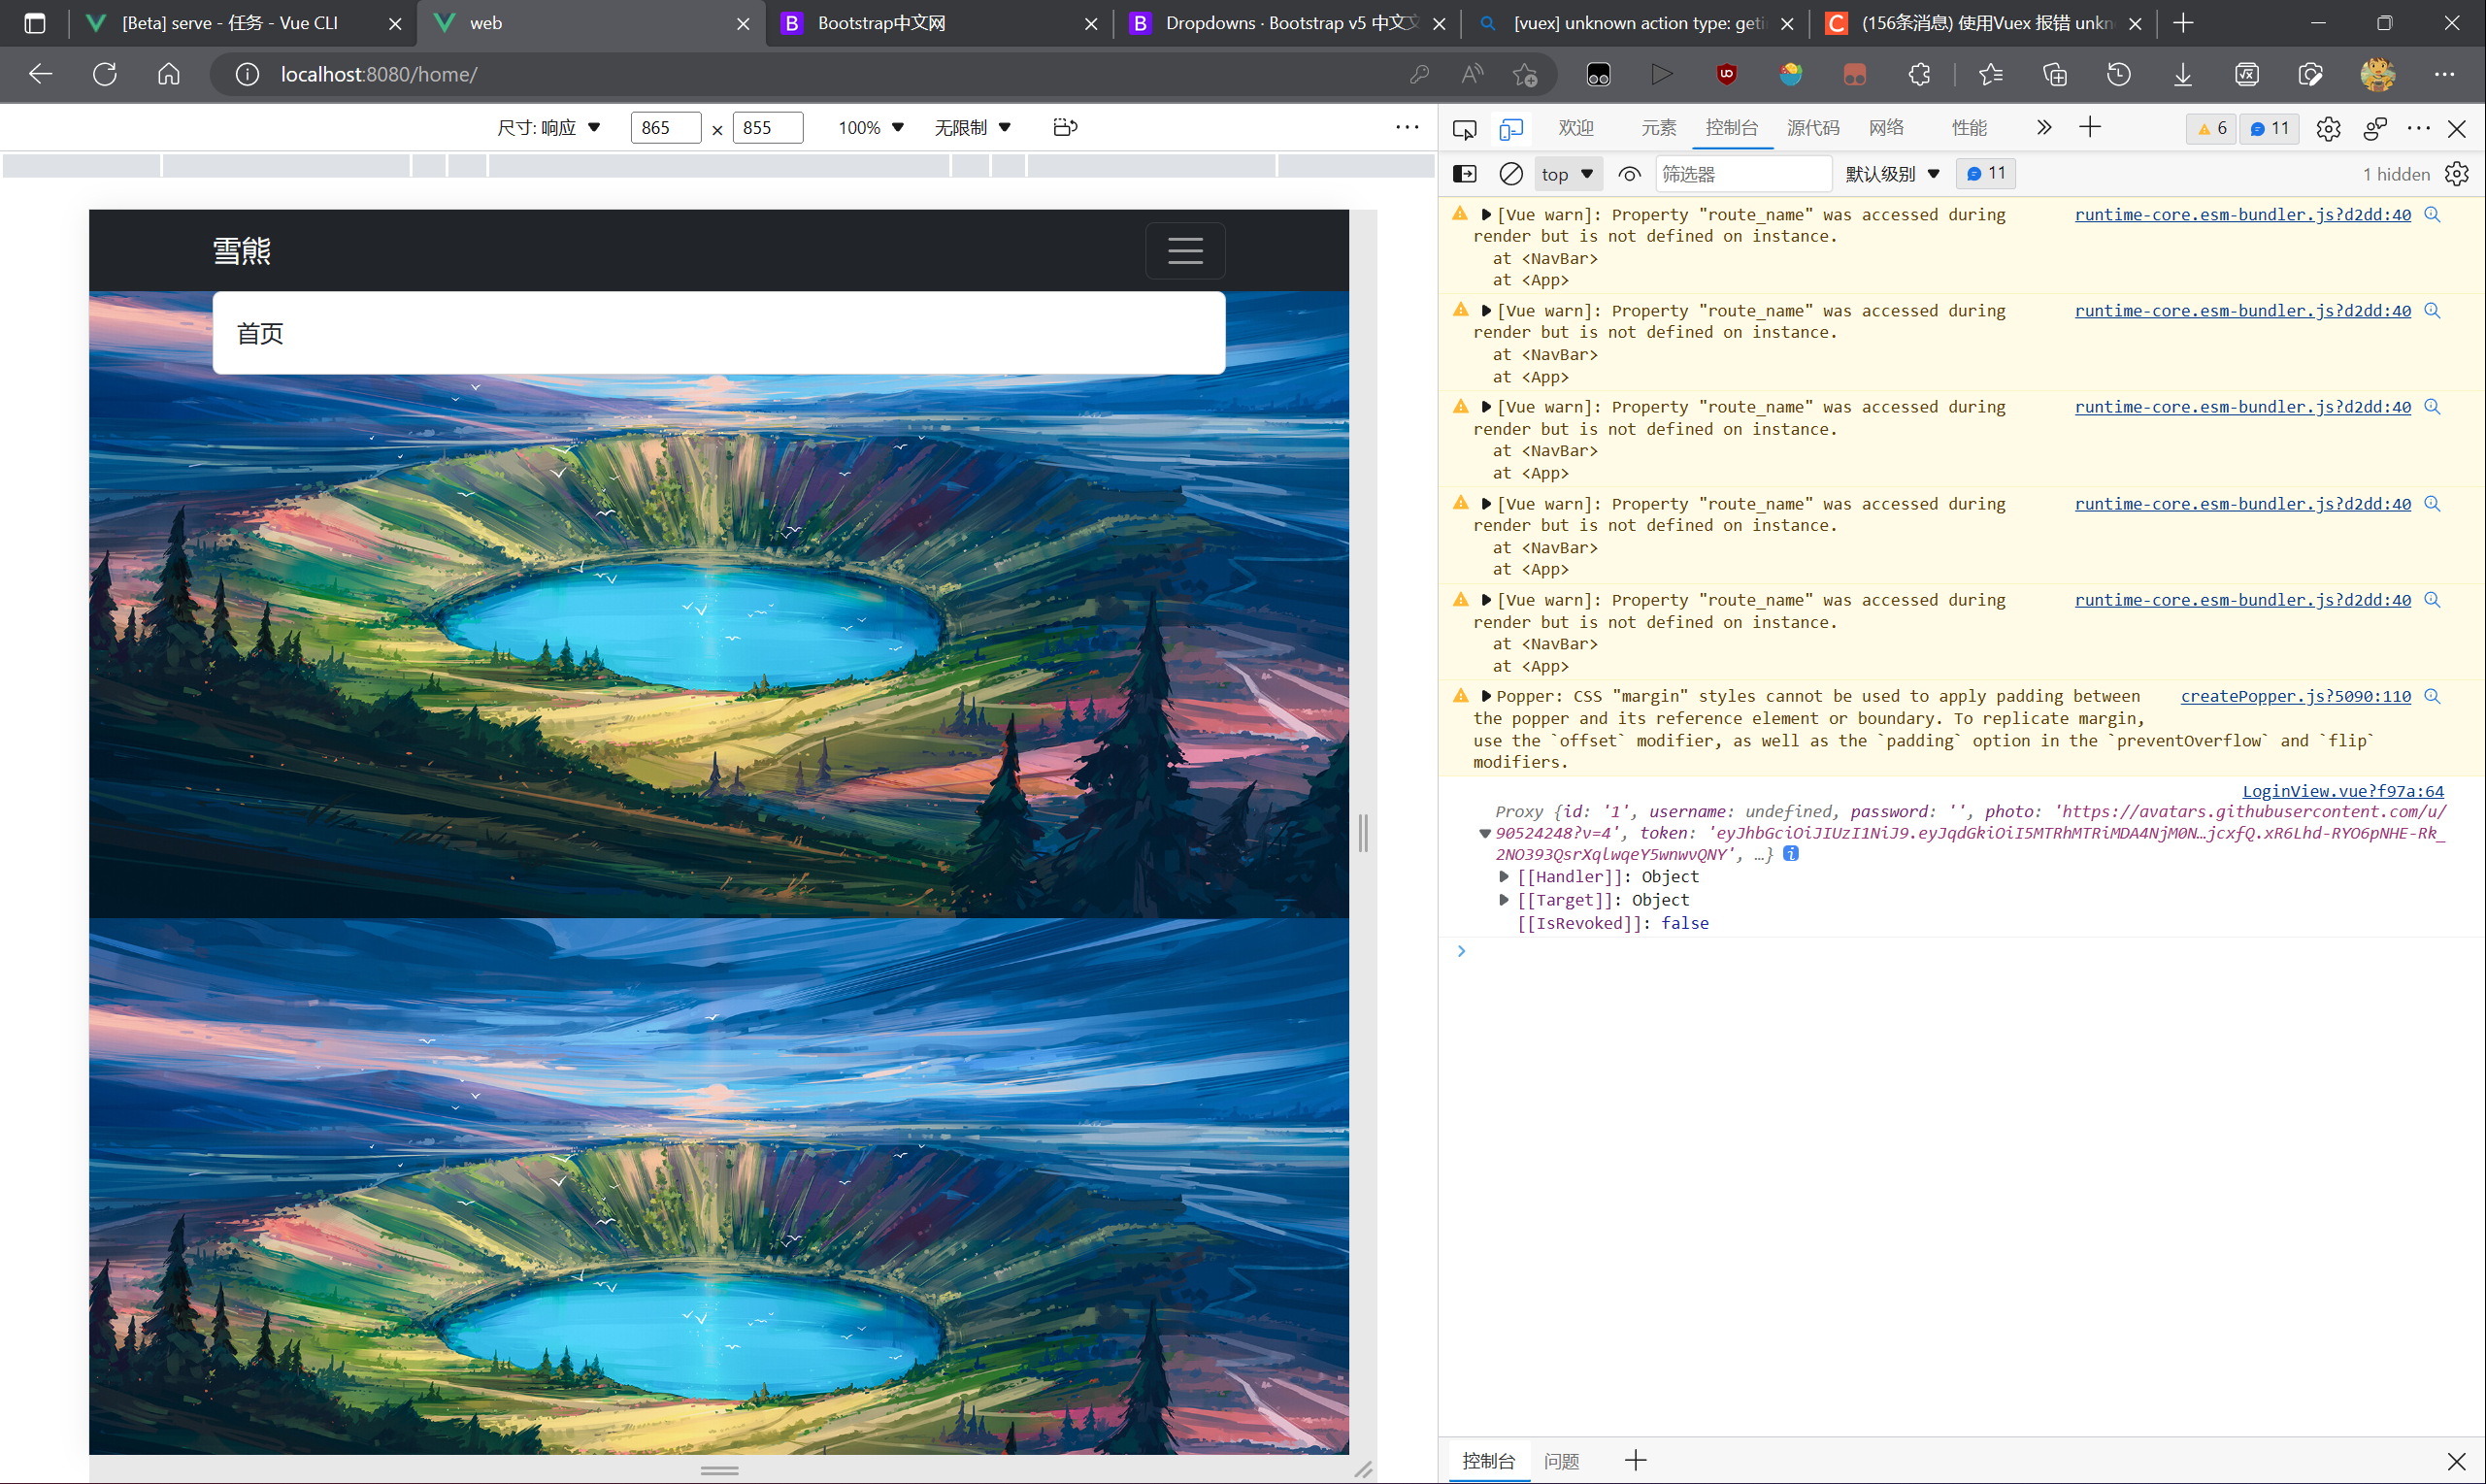 [Beta] serve - 任务 - Vue CLI
web
Bootstrap中文网
Dropdowns · Bootstrap v5 中文文
[vuex] unknown action type: geti
(156条消息) 使用Vuex 报错 unkn
localhost:8080/home/
尺寸: 响应 865 × 855 100% 无限制
欢迎 元素 控制台 源代码 网络 性能 6 11
top 筛选器 默认级别 11 1 hidden
雪熊
首页
[Vue warn]: Property "route_name" was accessed during runtime-core.esm-bundler.js?d2dd:40
render but is not defined on instance.
at <NavBar>
at <App>
[Vue warn]: Property "route_name" was accessed during runtime-core.esm-bundler.js?d2dd:40
render but is not defined on instance.
at <NavBar>
at <App>
[Vue warn]: Property "route_name" was accessed during runtime-core.esm-bundler.js?d2dd:40
render but is not defined on instance.
at <NavBar>
at <App>
[Vue warn]: Property "route_name" was accessed during runtime-core.esm-bundler.js?d2dd:40
render but is not defined on instance.
at <NavBar>
at <App>
[Vue warn]: Property "route_name" was accessed during runtime-core.esm-bundler.js?d2dd:40
render but is not defined on instance.
at <NavBar>
at <App>
Popper: CSS "margin" styles cannot be used to apply padding between createPopper.js?5090:110
the popper and its reference element or boundary. To replicate margin,
use the `offset` modifier, as well as the `padding` option in the `preventOverflow` and `flip`
modifiers.
LoginView.vue?f97a:64
Proxy {id: '1', username: undefined, password: '', photo: 'https://avatars.githubusercontent.com/u/
90524248?v=4', token: 'eyJhbGciOiJIUzI1NiJ9.eyJqdGkiOiI5MTRhMTRiMDA4NjM0N…jcxfQ.xR6Lhd-RYO6pNHE-Rk_
2NO393QsrXqlwqeY5wnwvQNY', …}
[[Handler]]: Object
[[Target]]: Object
[[IsRevoked]]: false
控制台 问题